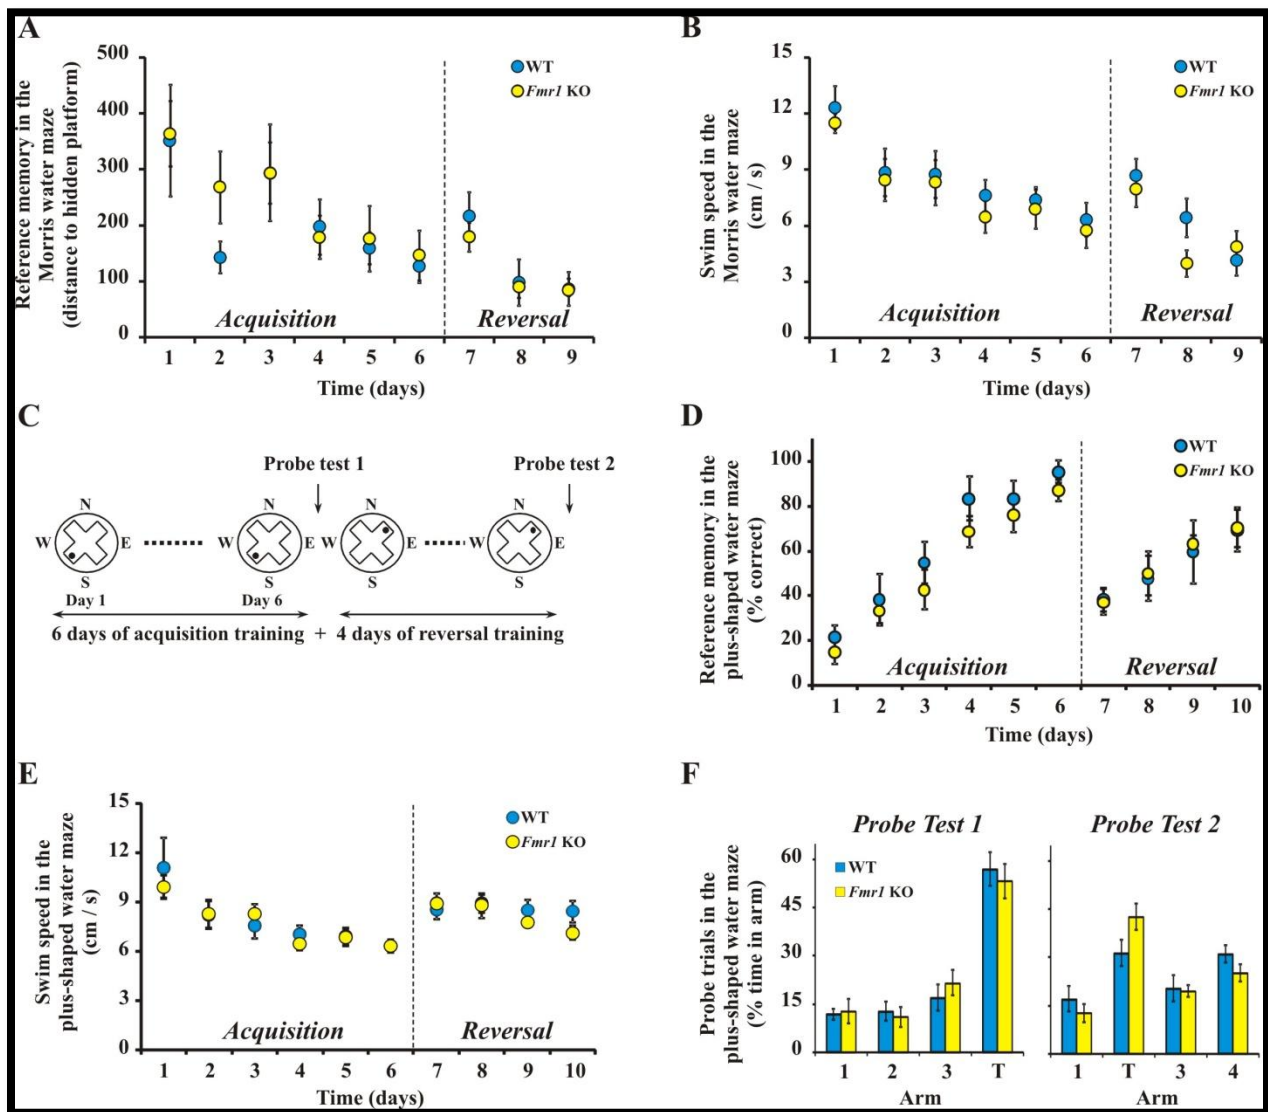 A
Reference memory in the
Morris water maze
(distance to hidden platform)
500
400
300
200
100
0
WT
Fmr1 KO
Acquisition
Reversal
1 2 3 4 5 6 7 8 9
Time (days)
B
Swim speed in the
Morris water maze
(cm / s)
15
12
9
6
3
0
WT
Fmr1 KO
Acquisition
Reversal
1 2 3 4 5 6 7 8 9
Time (days)
C
Probe test 1
Probe test 2
N N N N
W E W E W E W E
S S S S
Day 1
Day 6
6 days of acquisition training + 4 days of reversal training
D
Reference memory in the
plus-shaped water maze
(% correct)
100
80
60
40
20
0
WT
Fmr1 KO
Acquisition
Reversal
1 2 3 4 5 6 7 8 9 10
Time (days)
E
Swim speed in the
plus-shaped water maze
(cm / s)
15
12
9
6
3
0
WT
Fmr1 KO
Acquisition
Reversal
1 2 3 4 5 6 7 8 9 10
Time (days)
F
Probe trials in the
plus-shaped water maze
(% time in arm)
Probe Test 1
Probe Test 2
60
45
30
15
0
WT
Fmr1 KO
1 2 3 T
Arm
1 T 3 4
Arm